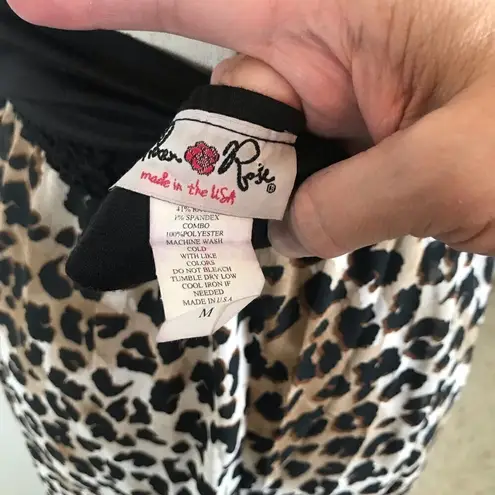 Rose ®
made in the USA
SPANDEX
COMBO
100%POLYESTER
MACHINE WASH
COLD
WITH LIKE
COLORS
DO NOT BLEACH
TUMBLE DRY LOW
COOL IRON IF
NEEDED
MADE IN U.S.A
M